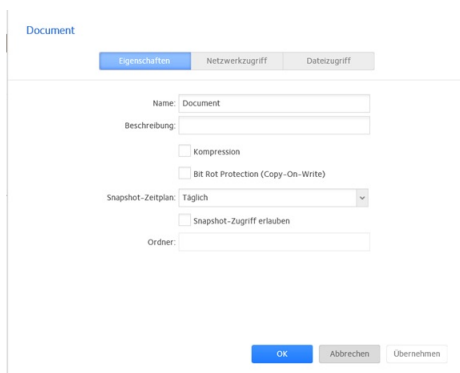 Document
Eigenschaften
Netzwerkzugriff
Dateizugriff
Name: Document
Beschreibung:
Kompression
Bit Rot Protection (Copy-On-Write)
Snapshot-Zeitplan: Täglich
Snapshot-Zugriff erlauben
Ordner:
OK
Abbrechen
Übernehmen